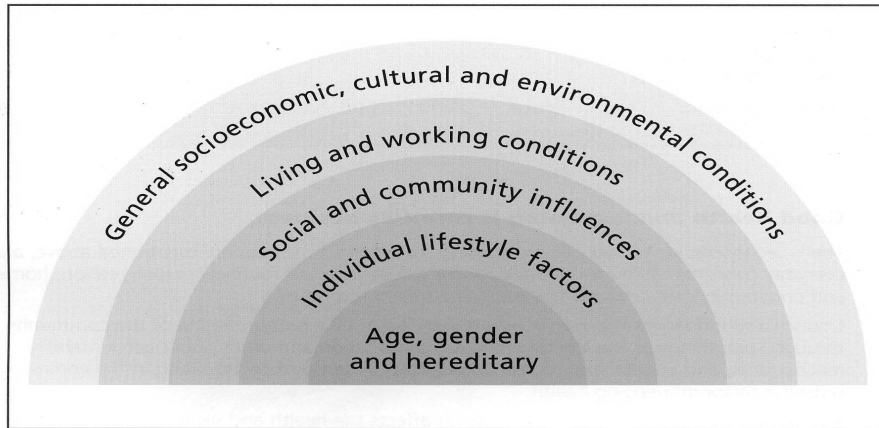 General socioeconomic, cultural and environmental conditions
Living and working conditions
Social and community influences
Individual lifestyle factors
Age, gender
and hereditary